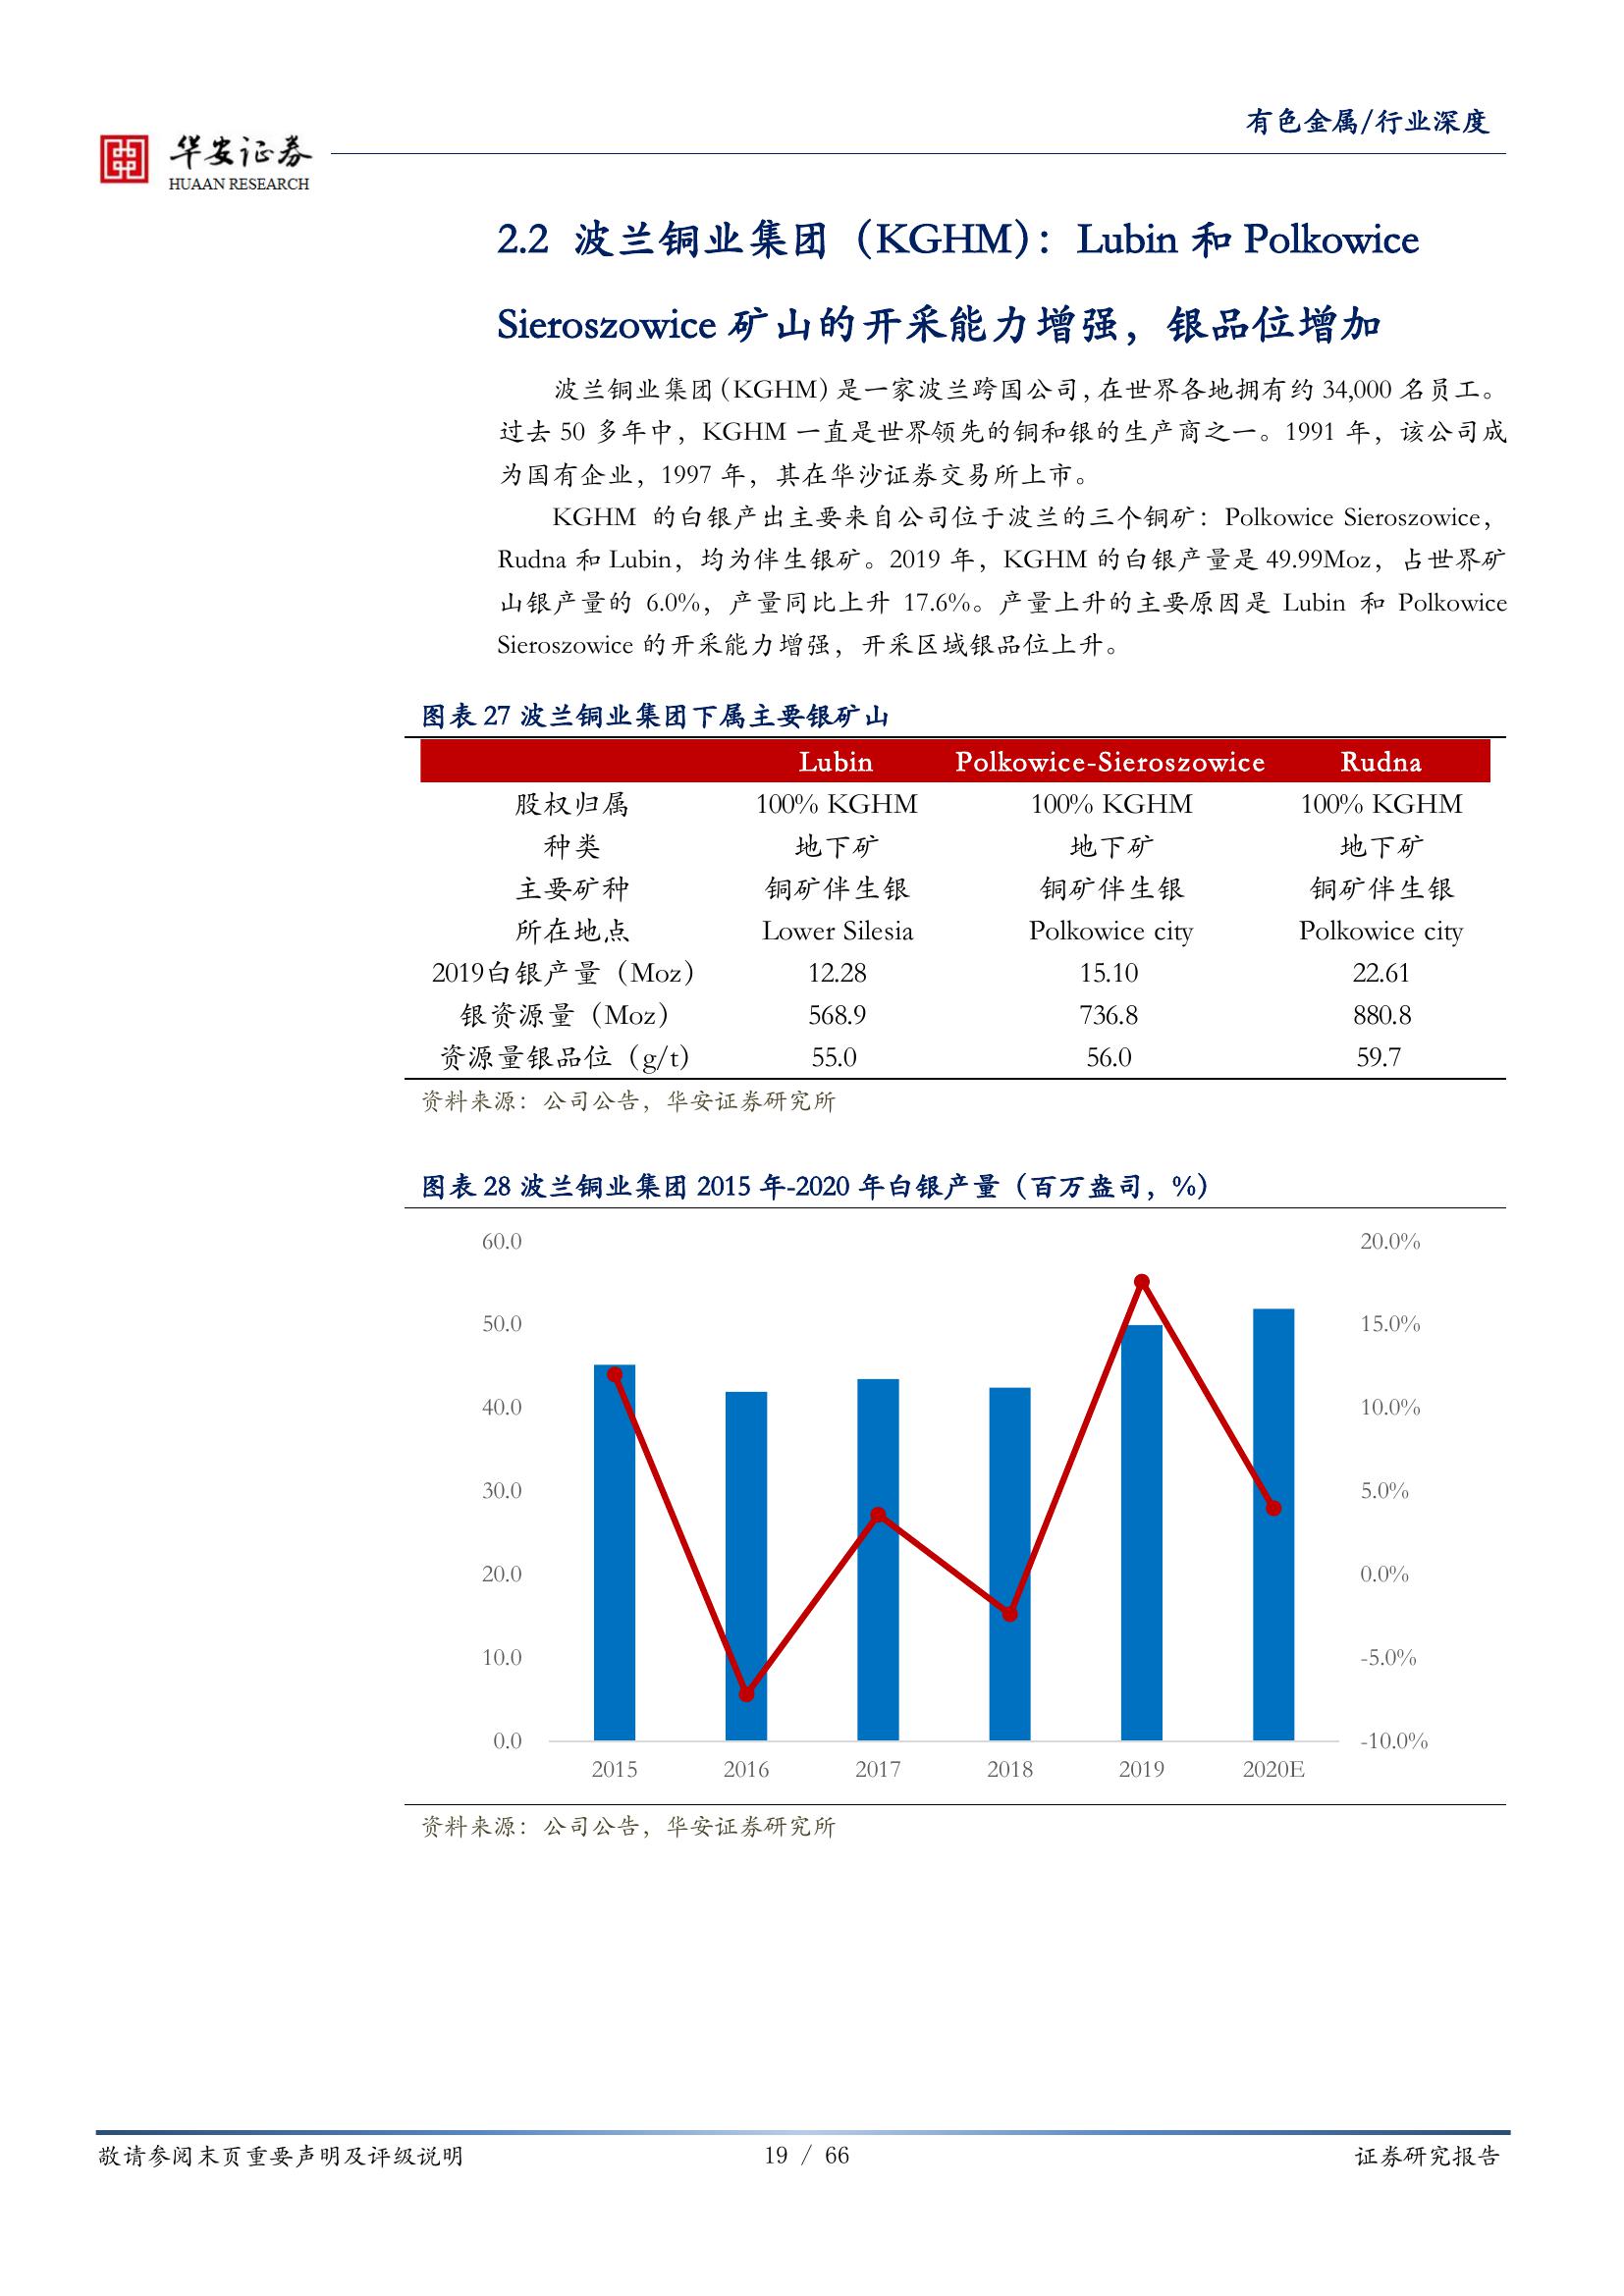 有色金属/行业深度
华安证券
HUAAN RESEARCH
2.2 波兰铜业集团（KGHM）：Lubin 和 Polkowice
Sieroszowice 矿山的开采能力增强，银品位增加
波兰铜业集团（KGHM）是一家波兰跨国公司，在世界各地拥有约 34,000 名员工。
过去 50 多年中，KGHM 一直是世界领先的铜和银的生产商之一。1991 年，该公司成
为国有企业，1997 年，其在华沙证券交易所上市。
KGHM 的白银产出主要来自公司位于波兰的三个铜矿：Polkowice Sieroszowice，
Rudna 和 Lubin，均为伴生银矿。2019 年，KGHM 的白银产量是 49.99Moz，占世界矿
山银产量的 6.0%，产量同比上升 17.6%。产量上升的主要原因是 Lubin 和 Polkowice
Sieroszowice 的开采能力增强，开采区域银品位上升。
图表 27 波兰铜业集团下属主要银矿山
Lubin Polkowice-Sieroszowice Rudna
股权归属 100% KGHM 100% KGHM 100% KGHM
种类 地下矿 地下矿 地下矿
主要矿种 铜矿伴生银 铜矿伴生银 铜矿伴生银
所在地点 Lower Silesia Polkowice city Polkowice city
2019白银产量（Moz） 12.28 15.10 22.61
银资源量（Moz） 568.9 736.8 880.8
资源量银品位（g/t） 55.0 56.0 59.7
资料来源：公司公告，华安证券研究所
图表 28 波兰铜业集团 2015 年-2020 年白银产量（百万盎司，%）
60.0 20.0%
50.0 15.0%
40.0 10.0%
30.0 5.0%
20.0 0.0%
10.0 -5.0%
0.0 -10.0%
2015 2016 2017 2018 2019 2020E
资料来源：公司公告，华安证券研究所
敬请参阅末页重要声明及评级说明 19 / 66 证券研究报告